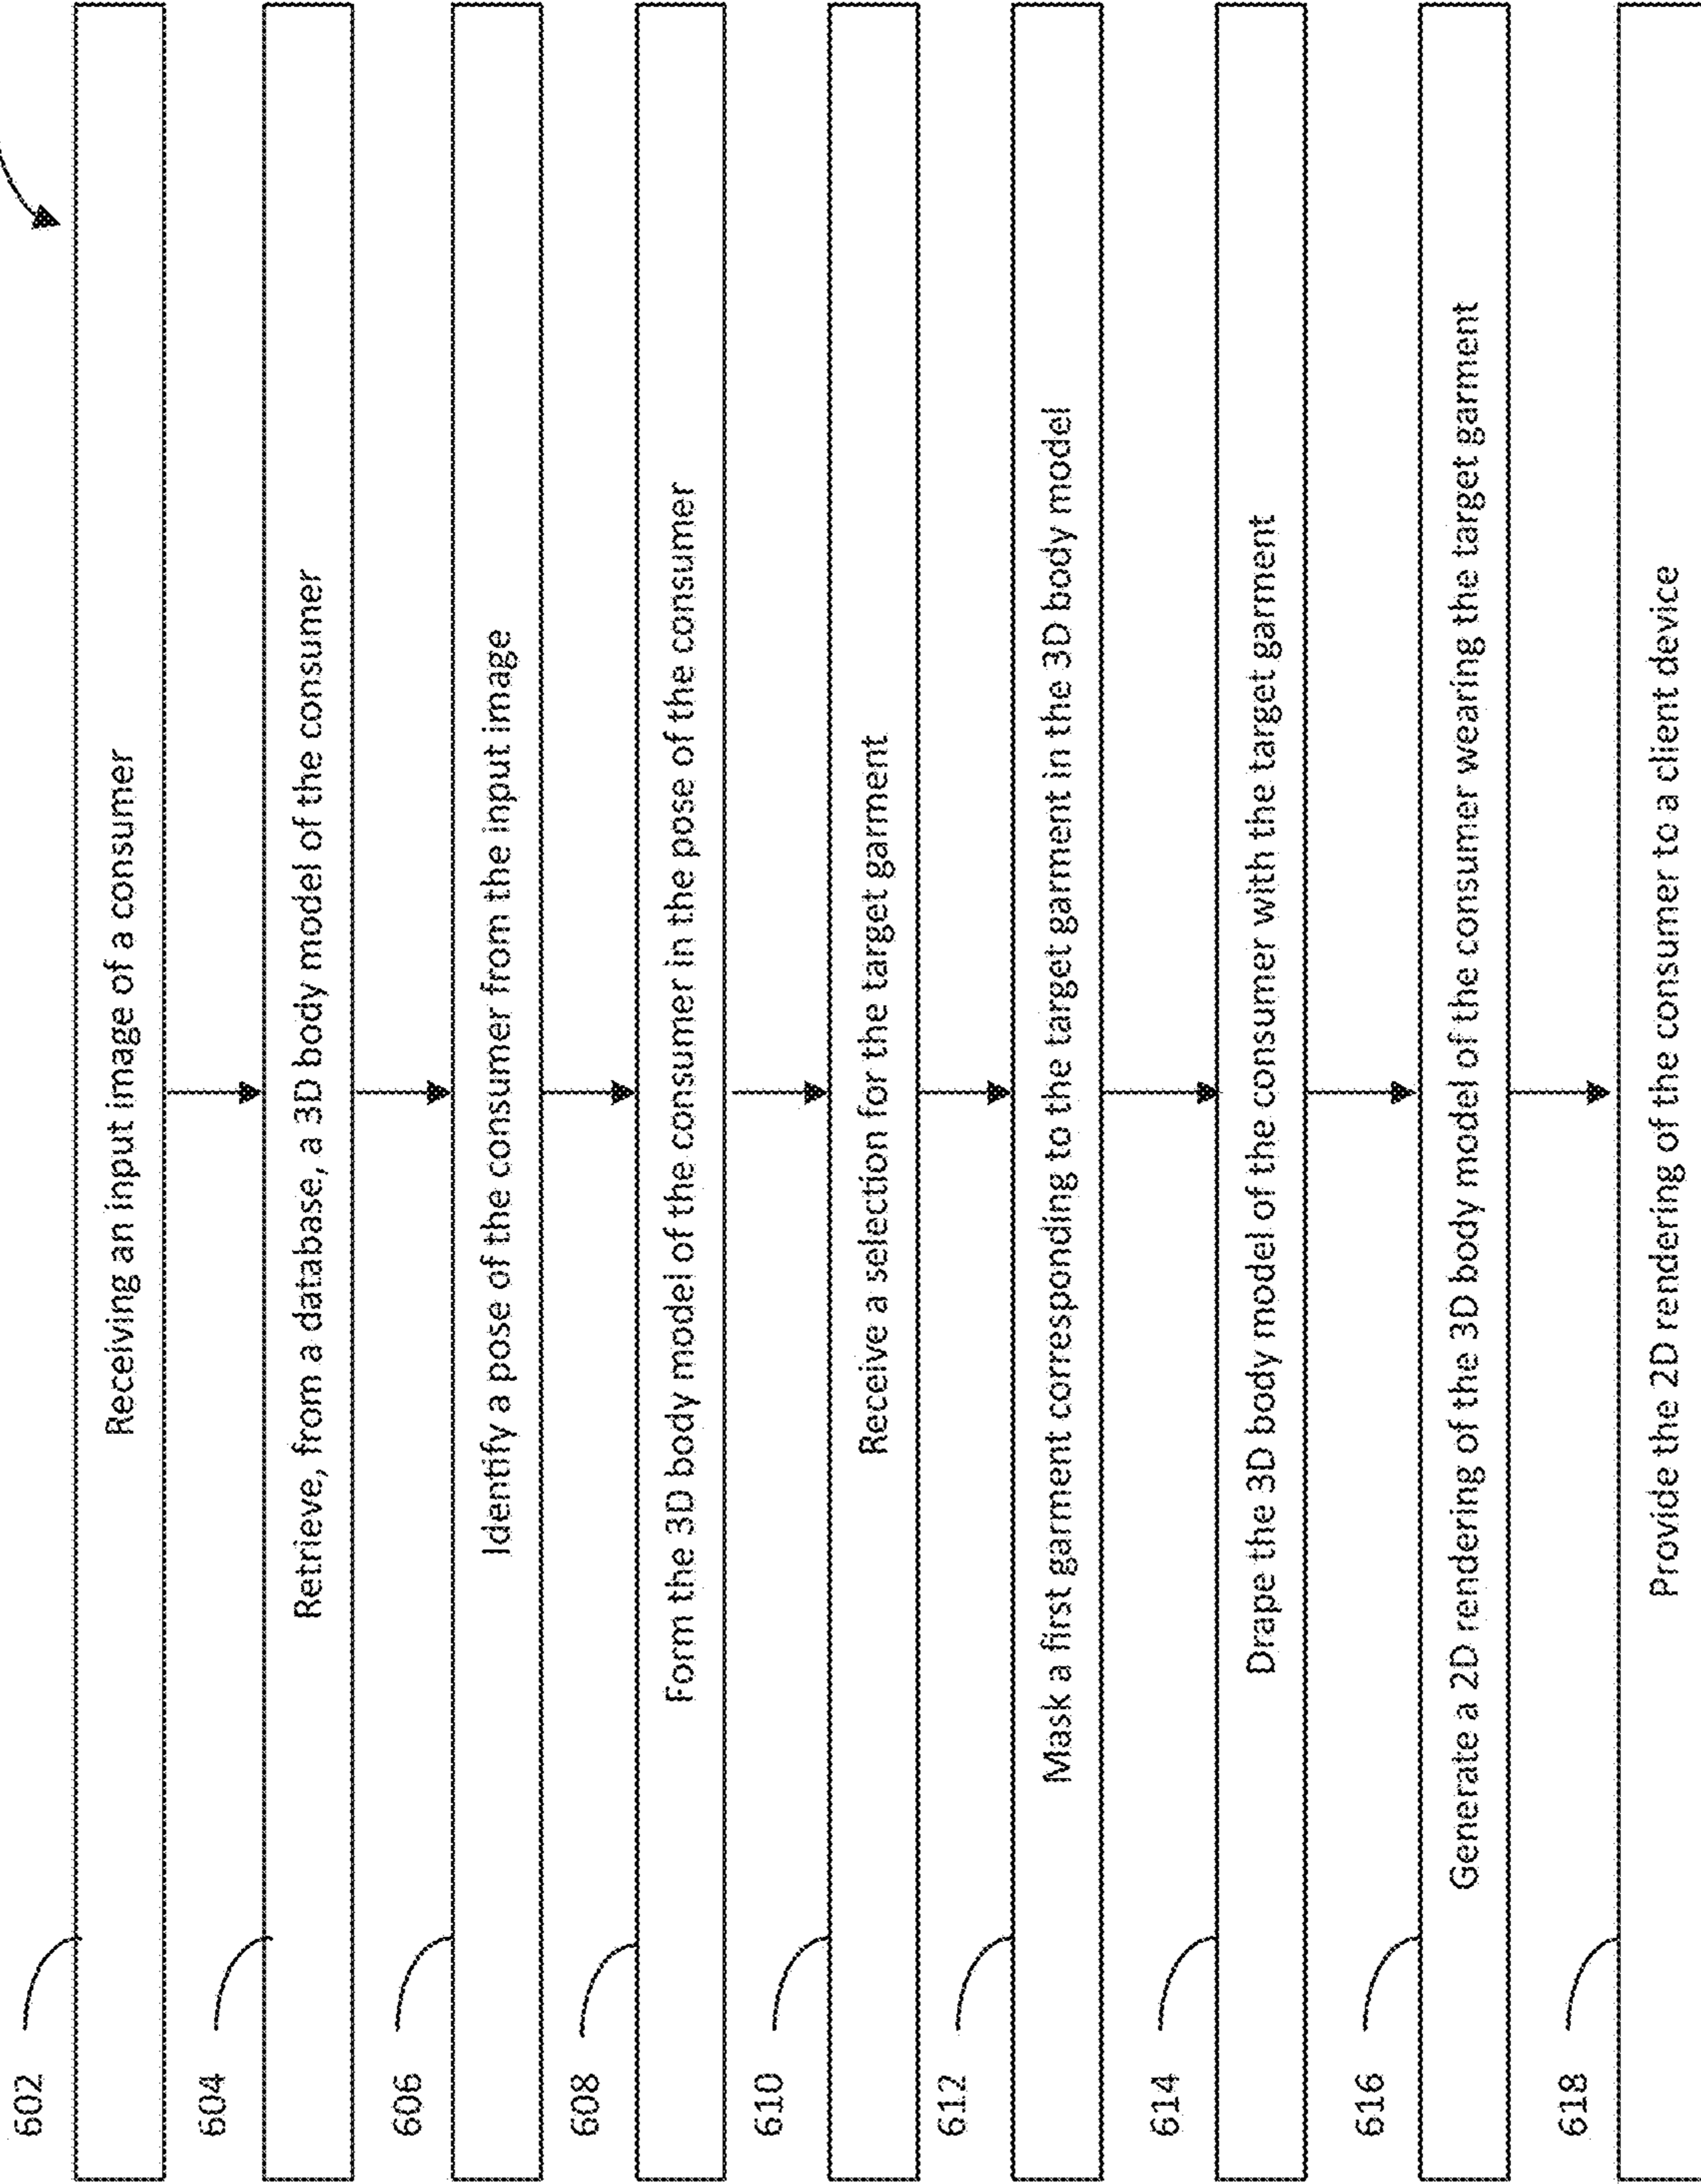 602
Receiving an input image of a consumer
604
Retrieve, from a database, a 3D body model of the consumer
606
Identify a pose of the consumer from the input image
608
Form the 3D body model of the consumer in the pose of the consumer
610
Receive a selection for the target garment
612
Mask a first garment corresponding to the target garment in the 3D body model
614
Drape the 3D body model of the consumer with the target garment
616
Generate a 2D rendering of the 3D body model of the consumer wearing the target garment
618
Provide the 2D rendering of the consumer to a client device